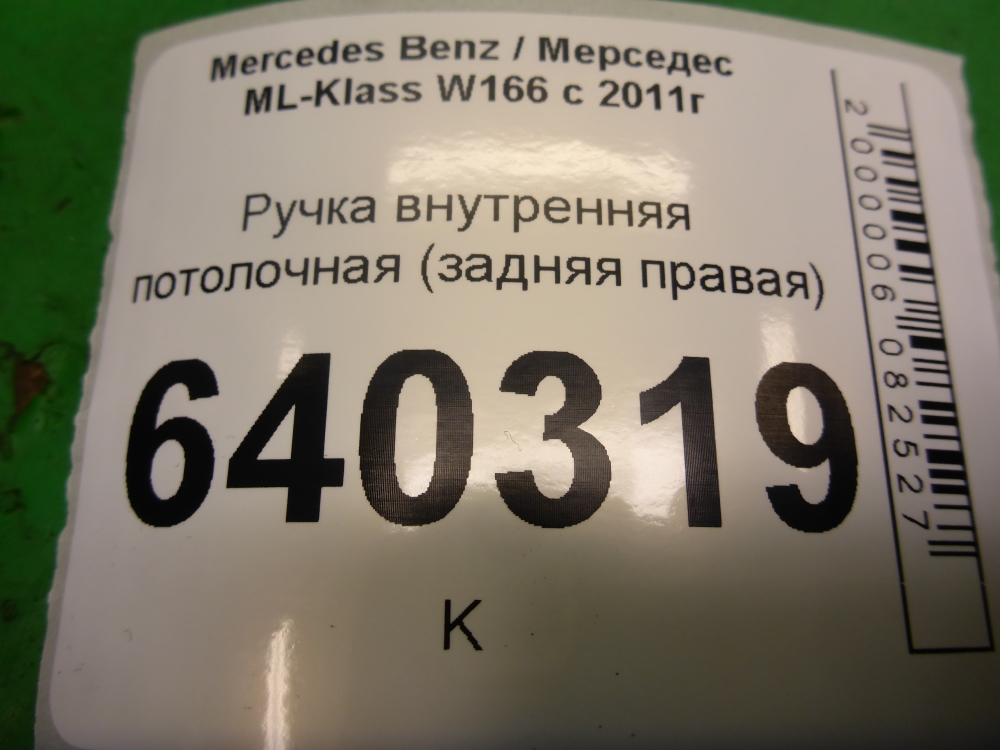 Mercedes Benz / Мерседес
ML-Klass W166 с 2011г
Ручка внутренняя
потолочная (задняя правая)
640319
К
2000006082527